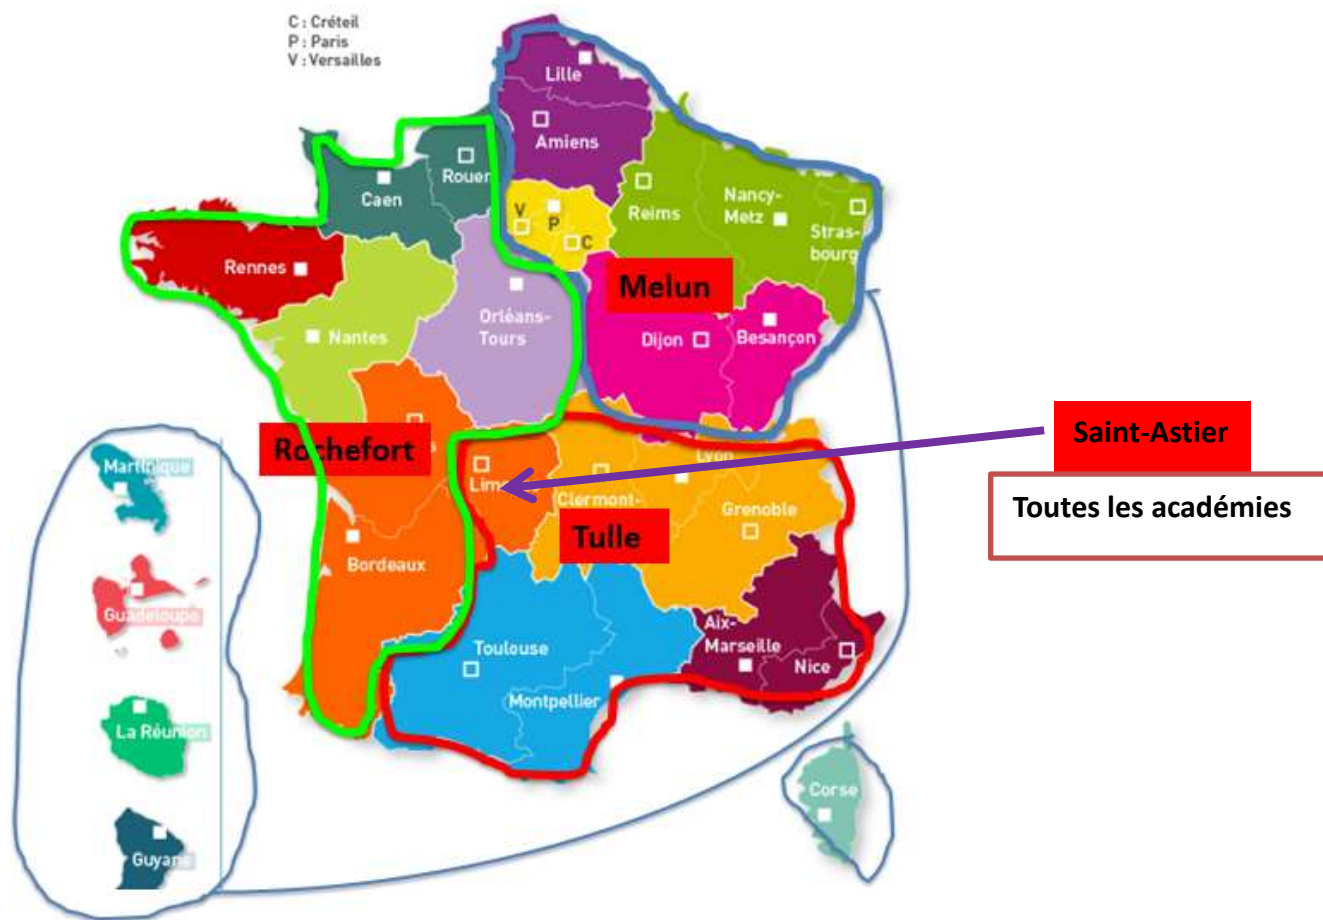 C : Créteil
P : Paris
V : Versailles
Lille
Amiens
Rouen
Caen
V
P
C
Reims
Nancy-
Metz
Stras-
bourg
Rennes
Melun
Nantes
Orléans-
Tours
Dijon
Besançon
Rochefort
Saint-Astier
Toutes les académies
Martinique
Lyon
Clermont-
Grenoble
Tulle
Bordeaux
Guadeloupe
Aix-
Marseille
Nice
Toulouse
Montpellier
La Réunion
Corse
Guyane